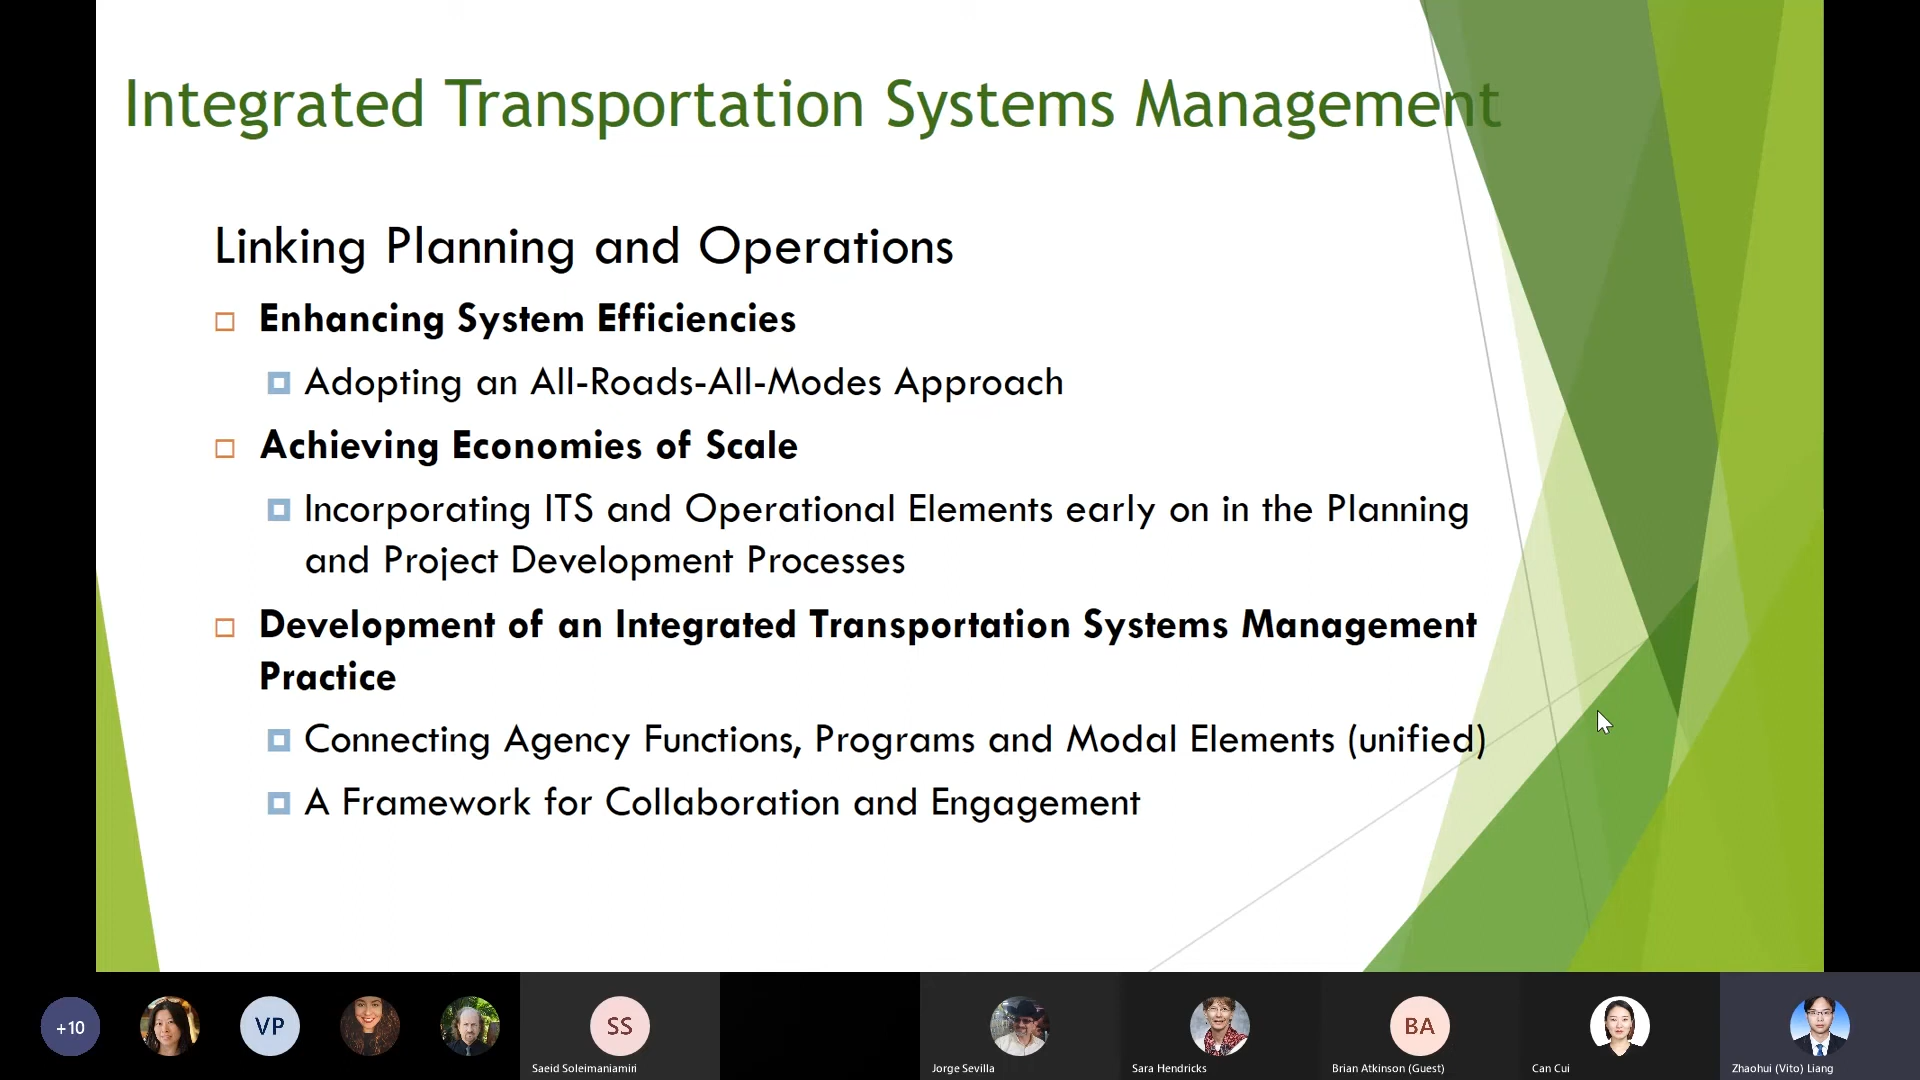 Integrated Transportation Systems Management
Linking Planning and Operations
Enhancing System Efficiencies
Adopting an All-Roads-All-Modes Approach
Achieving Economies of Scale
Incorporating ITS and Operational Elements early on in the Planning
and Project Development Processes
Development of an Integrated Transportation Systems Management
Practice
Connecting Agency Functions, Programs and Modal Elements (unified)
A Framework for Collaboration and Engagement
+10
VP
SS
BA
Saeid Soleimaniamiri
Jorge Sevilla
Sara Hendricks
Brian Atkinson (Guest)
Can Cui
Zhaohui (Vito) Liang